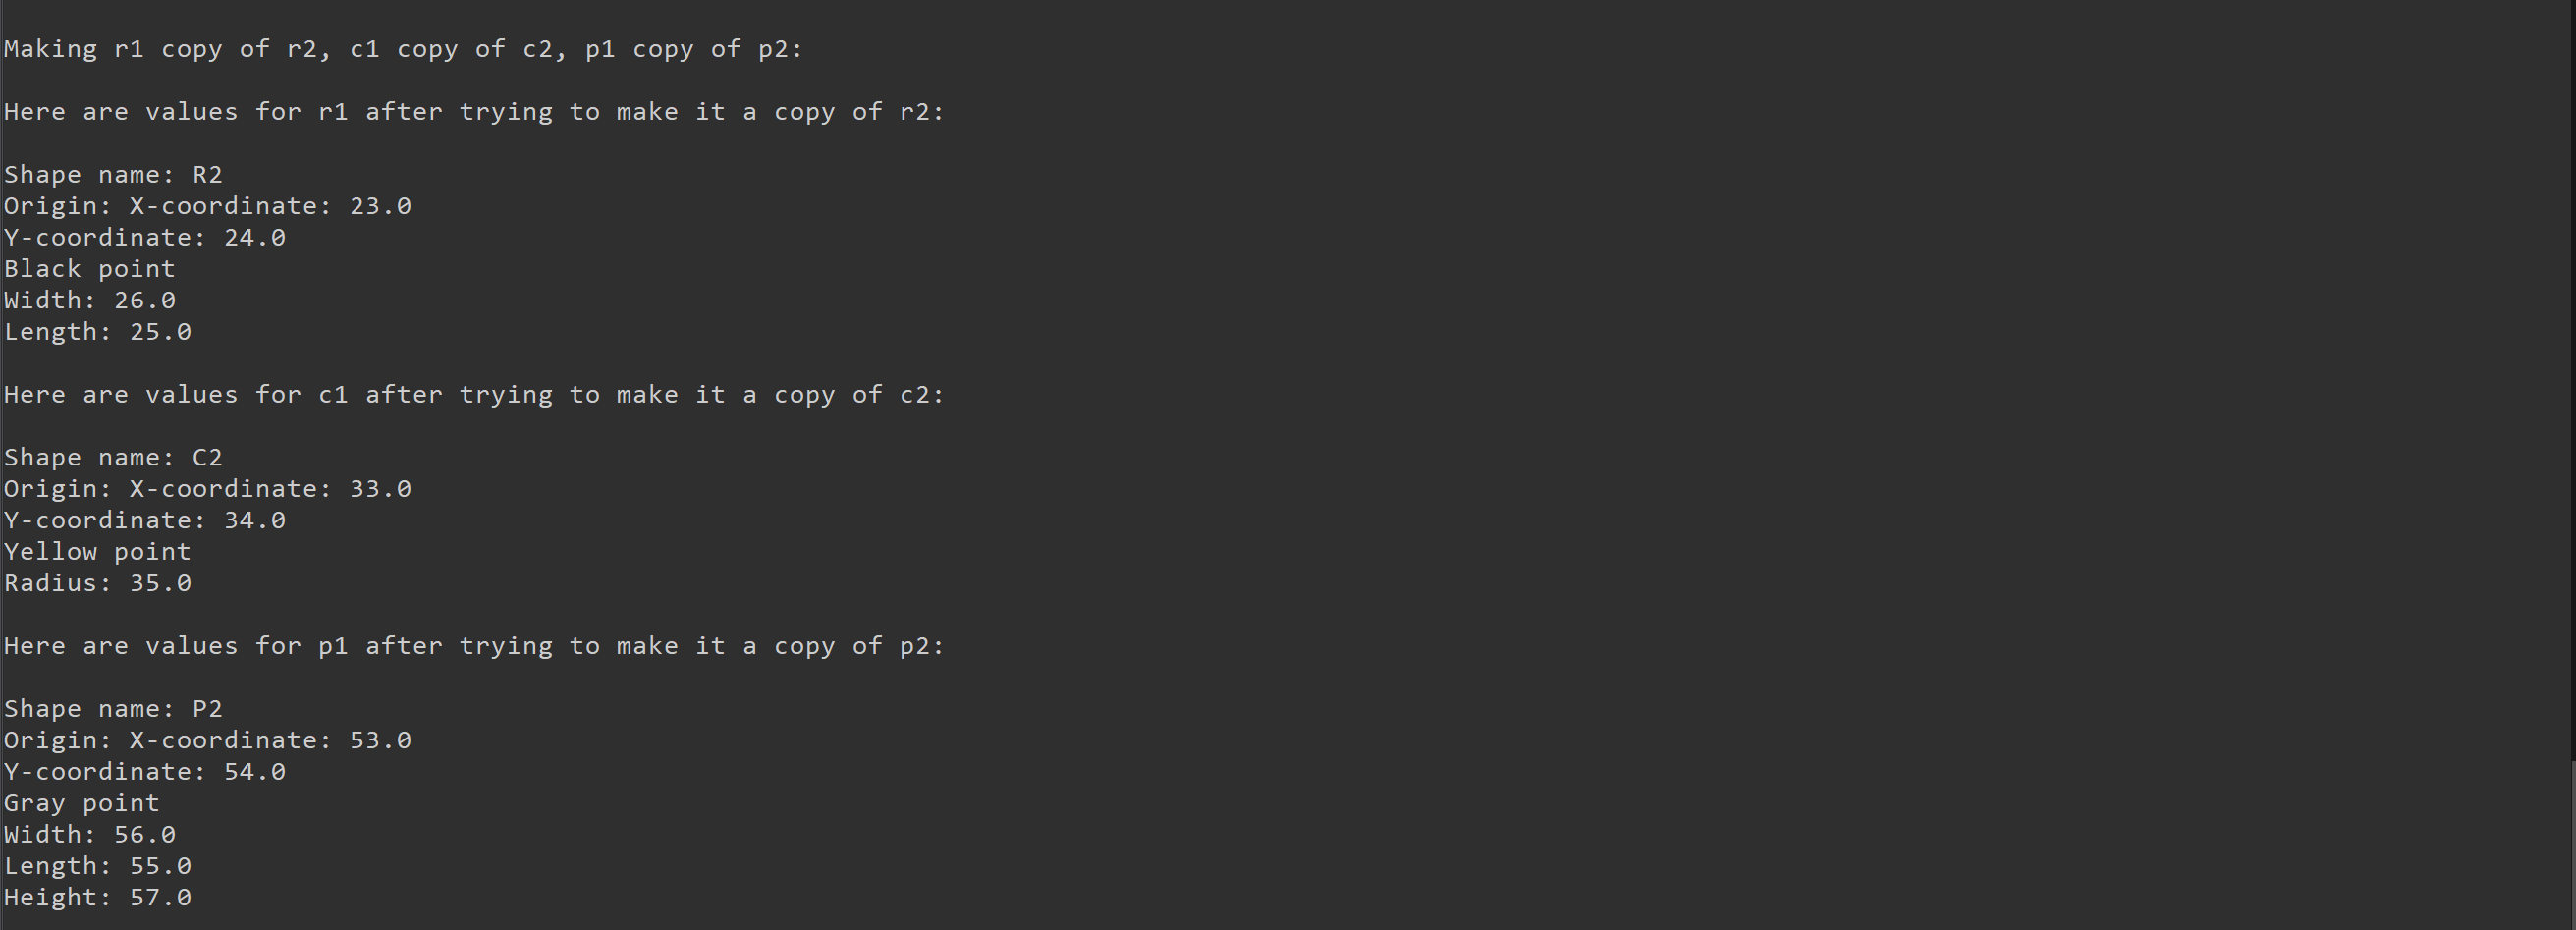 Making r1 copy of r2, c1 copy of c2, p1 copy of p2:
Here are values for r1 after trying to make it a copy of r2:
Shape name: R2
Origin: X-coordinate: 23.0
Y-coordinate: 24.0
Black point
Width: 26.0
Length: 25.0
Here are values for c1 after trying to make it a copy of c2:
Shape name: C2
Origin: X-coordinate: 33.0
Y-coordinate: 34.0
Yellow point
Radius: 35.0
Here are values for p1 after trying to make it a copy of p2:
Shape name: P2
Origin: X-coordinate: 53.0
Y-coordinate: 54.0
Gray point
Width: 56.0
Length: 55.0
Height: 57.0